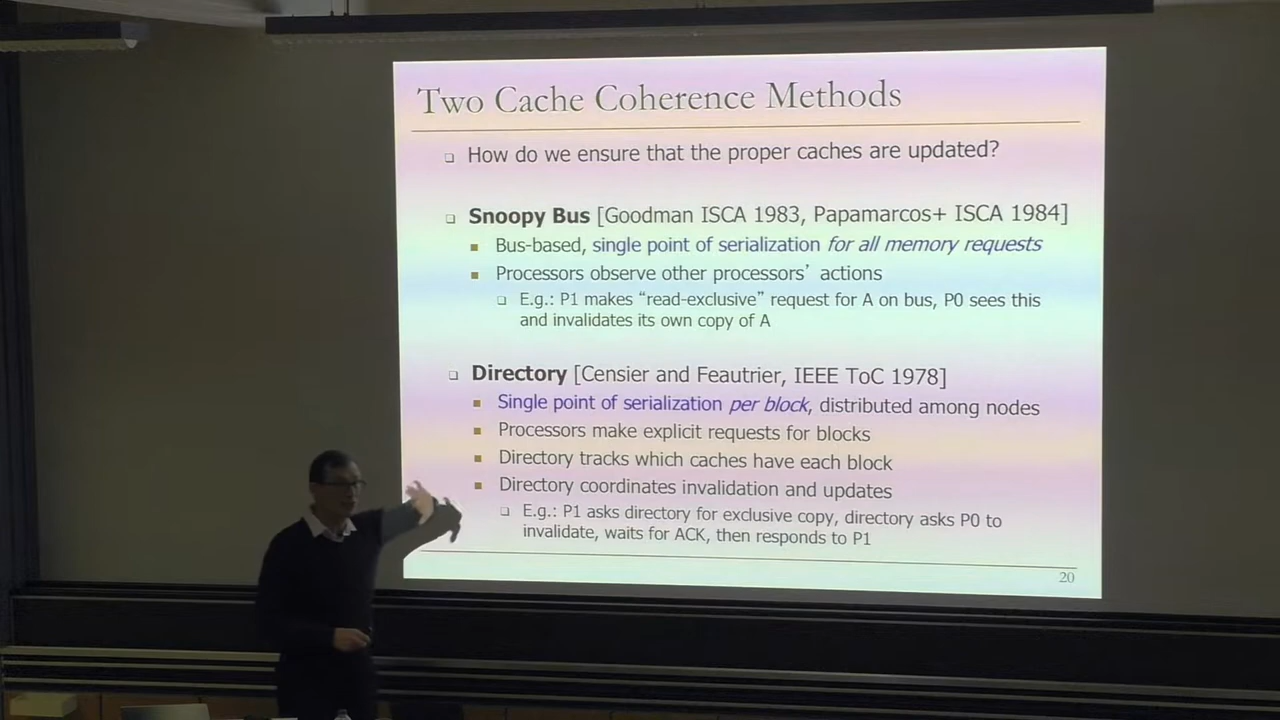 Two Cache Coherence Methods
How do we ensure that the proper caches are updated?
Snoopy Bus [Goodman ISCA 1983, Papamarcos+ ISCA 1984]
Bus-based, single point of serialization for all memory requests
Processors observe other processors' actions
E.g.: P1 makes “read-exclusive” request for A on bus, P0 sees this
and invalidates its own copy of A
Directory [Censier and Feautrier, IEEE ToC 1978]
Single point of serialization per block, distributed among nodes
Processors make explicit requests for blocks
Directory tracks which caches have each block
Directory coordinates invalidation and updates
E.g.: P1 asks directory for exclusive copy, directory asks P0 to
invalidate, waits for ACK, then responds to P1
20